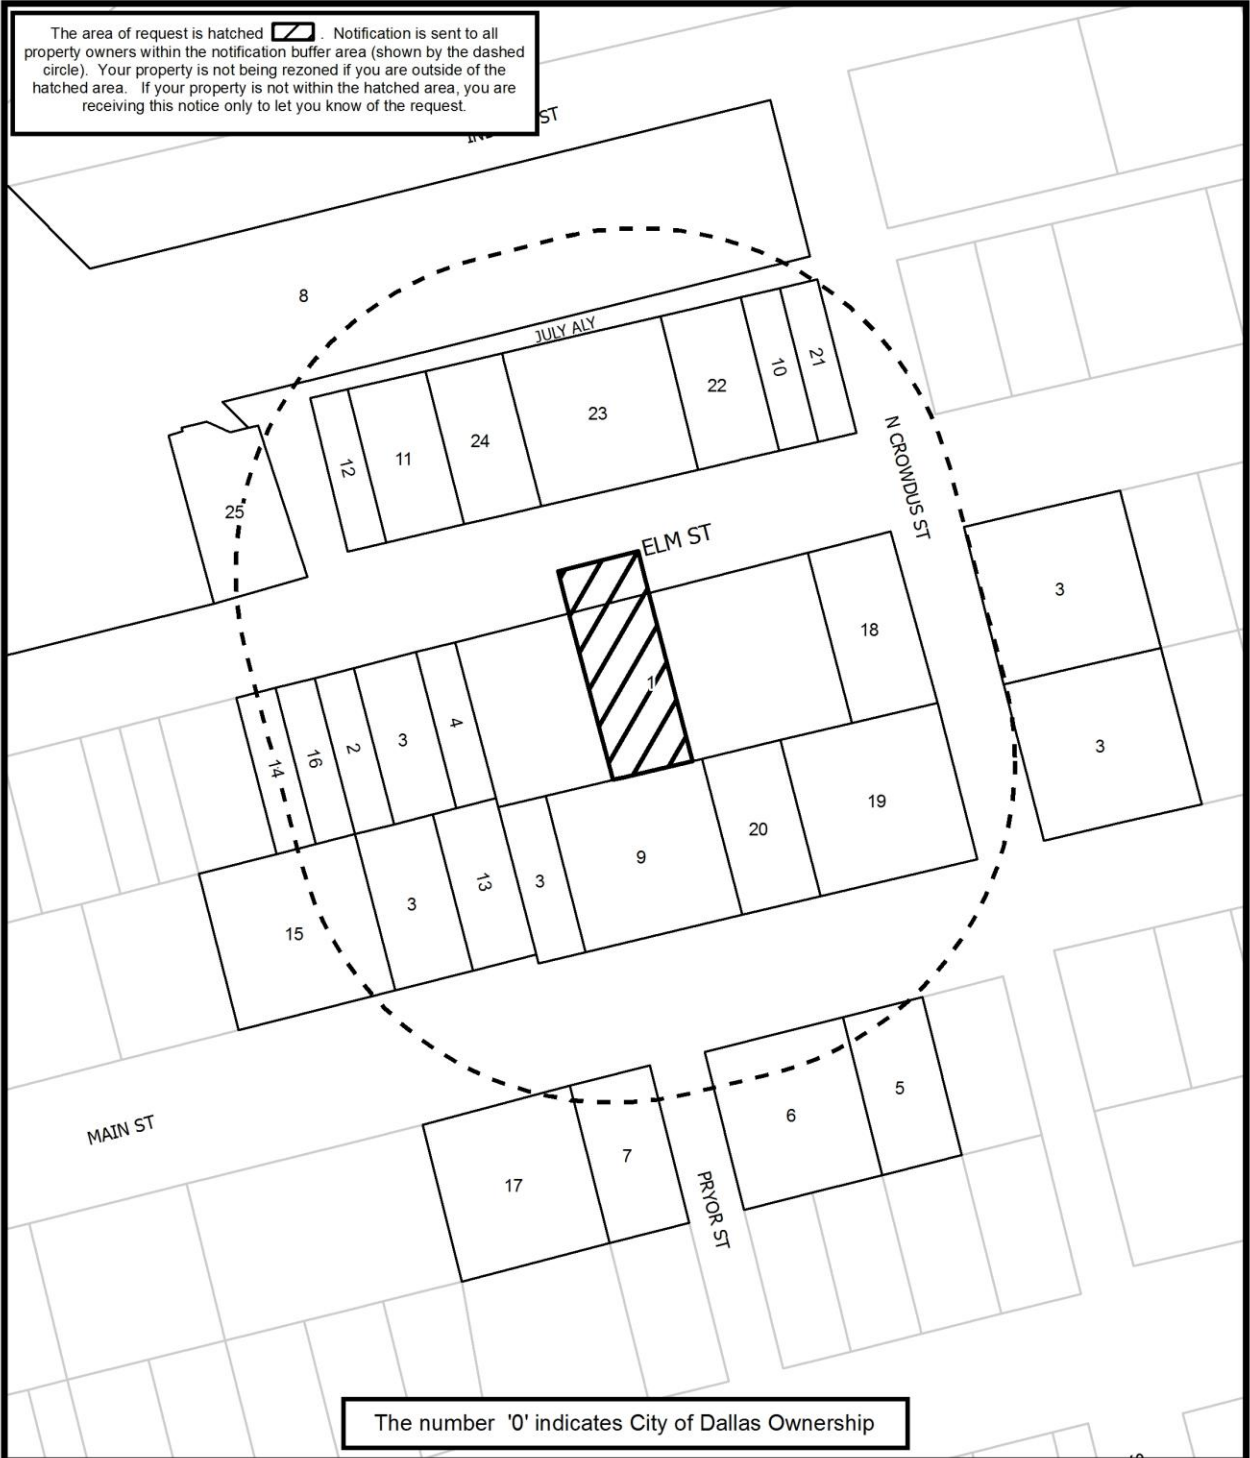 The area of request is hatched . Notification is sent to all
property owners within the notification buffer area (shown by the dashed
circle). Your property is not being rezoned if you are outside of the
hatched area. If your property is not within the hatched area, you are
receiving this notice only to let you know of the request.
ST
8
JULY ALY
21
10
22
23
24
11
12
25
N CROWDUS ST
ELM ST
3
18
1
4
3
2
16
14
3
19
20
9
3
13
3
15
MAIN ST
5
6
7
17
PRYOR ST
The number '0' indicates City of Dallas Ownership